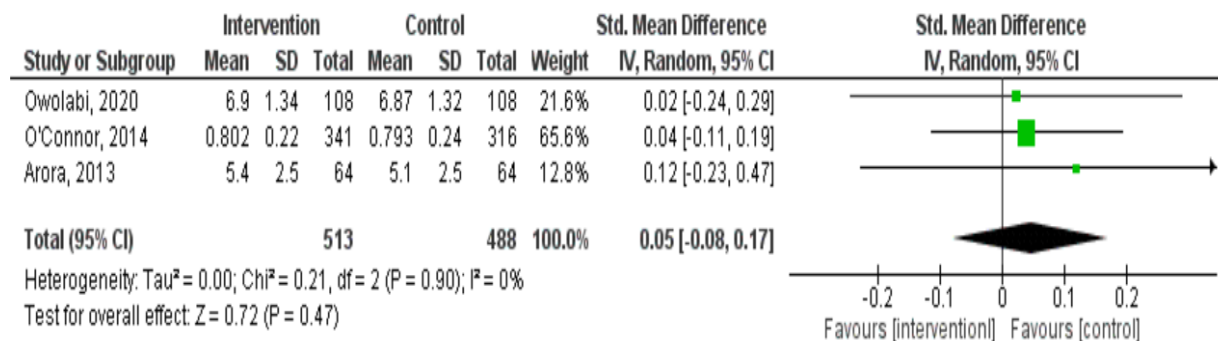 Intervention Control Std. Mean Difference Std. Mean Difference
Study or Subgroup Mean SD Total Mean SD Total Weight IV, Random, 95% CI IV, Random, 95% CI
Owolabi, 2020 6.9 1.34 108 6.87 1.32 108 21.6% 0.02 [-0.24, 0.29]
O'Connor, 2014 0.802 0.22 341 0.793 0.24 316 65.6% 0.04 [-0.11, 0.19]
Arora, 2013 5.4 2.5 64 5.1 2.5 64 12.8% 0.12 [-0.23, 0.47]
Total (95% CI) 513 488 100.0% 0.05 [-0.08, 0.17]
Heterogeneity: Tau² = 0.00; Chi² = 0.21, df = 2 (P = 0.90); I² = 0%
Test for overall effect: Z = 0.72 (P = 0.47)
-0.2 -0.1 0 0.1 0.2
Favours [interventionl] Favours [control]